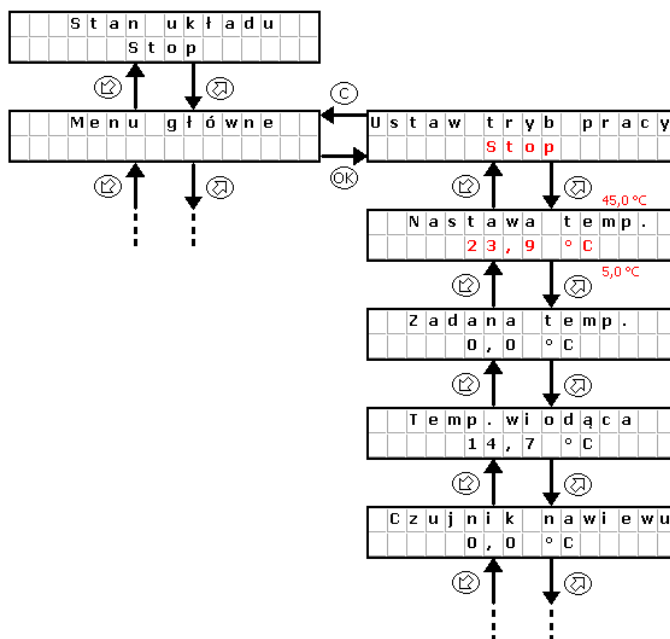 Stan układu
Stop
Menu główne
C
OK
Ustaw tryb pracy
Stop
45,0 °C
Nastawa temp.
23,9 °C
5,0 °C
Zadana temp.
0,0 °C
Temp.wiodąca
14,7 °C
Czujnik nawiewu
0,0 °C